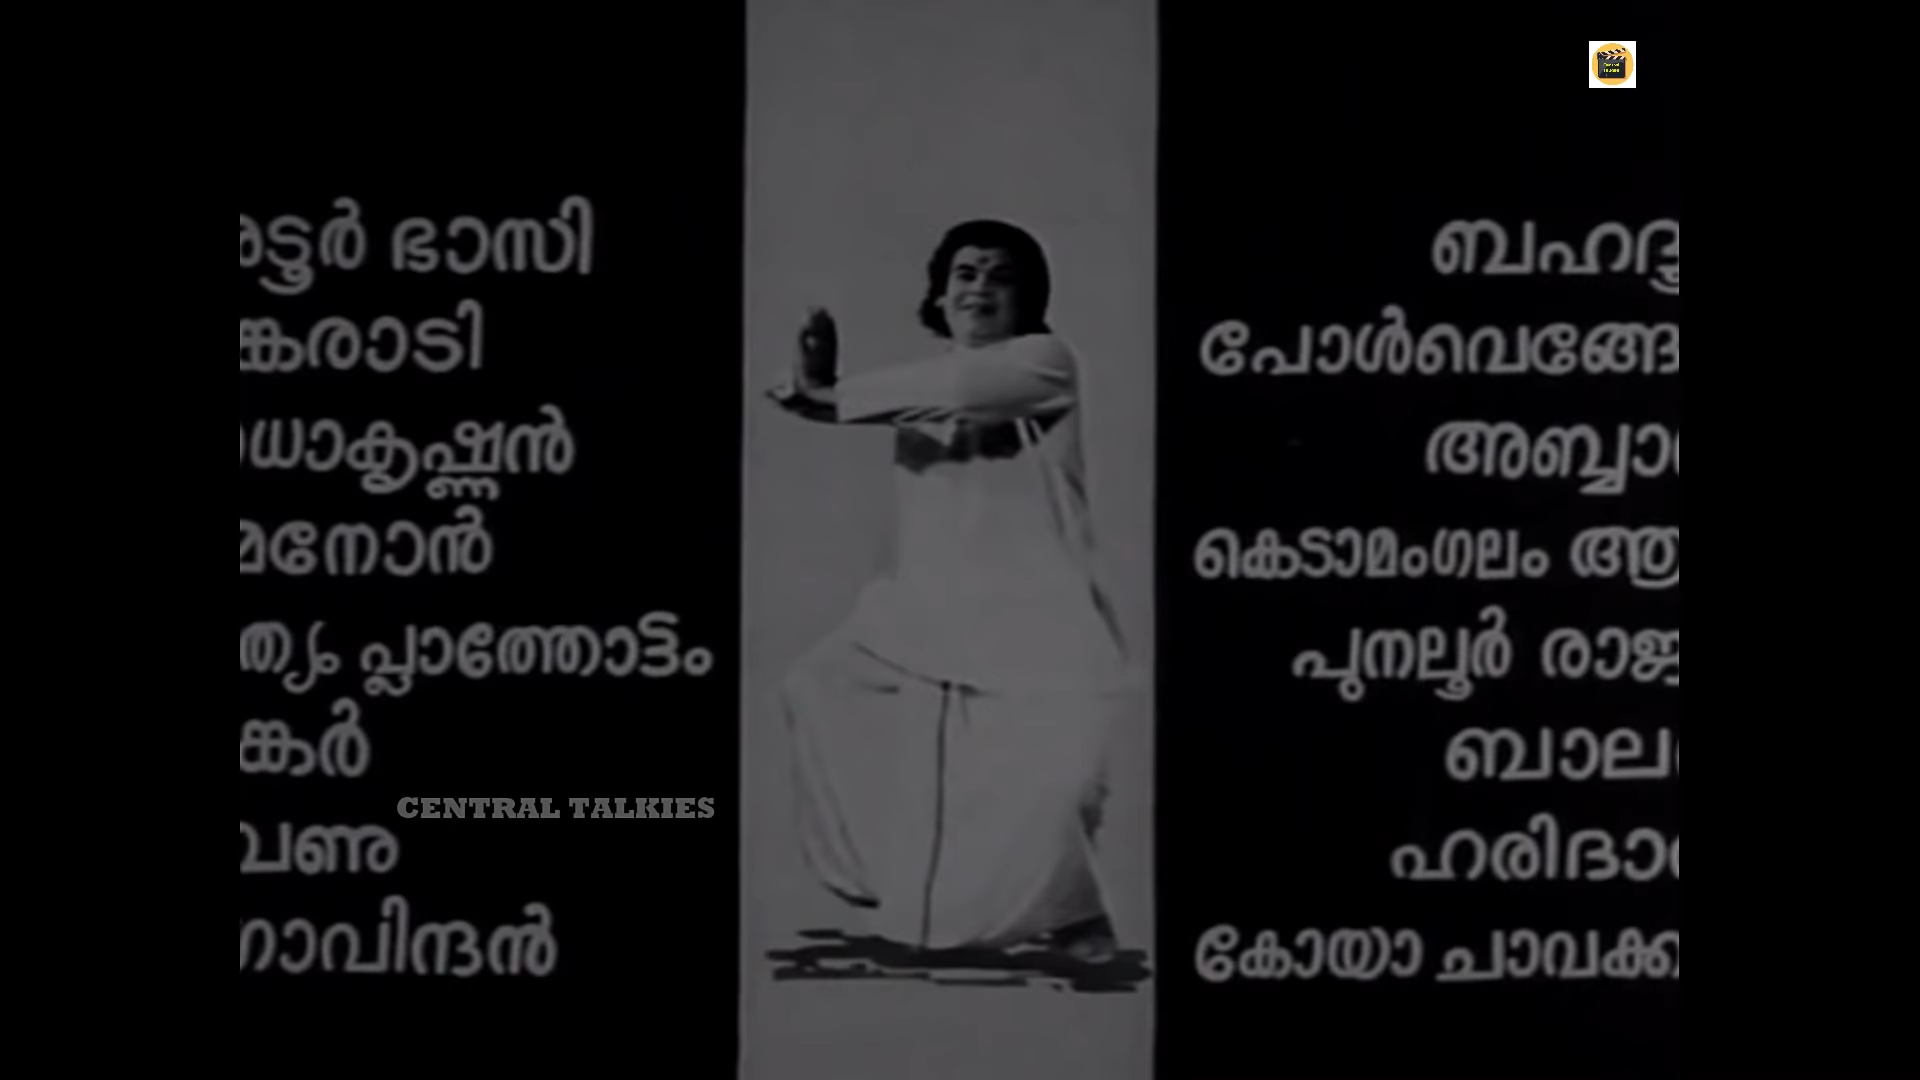 ടൂർ ഭാസി
ങ്കരാടി
ധാകൃഷ്ണൻ
മനോൻ
ത്യം പ്ലാത്തോട്ടം
ങ്കർ
CENTRAL TALKIES
വണു
ഗാവിന്ദൻ
ബഹദൂ
പോൾവെങ്ങോ
അബ്ബാ
കെടാമംഗലം ആ
പുനലൂർ രാജ
ബാല
ഹരിദാ
കോയാ ചാവക്കാ